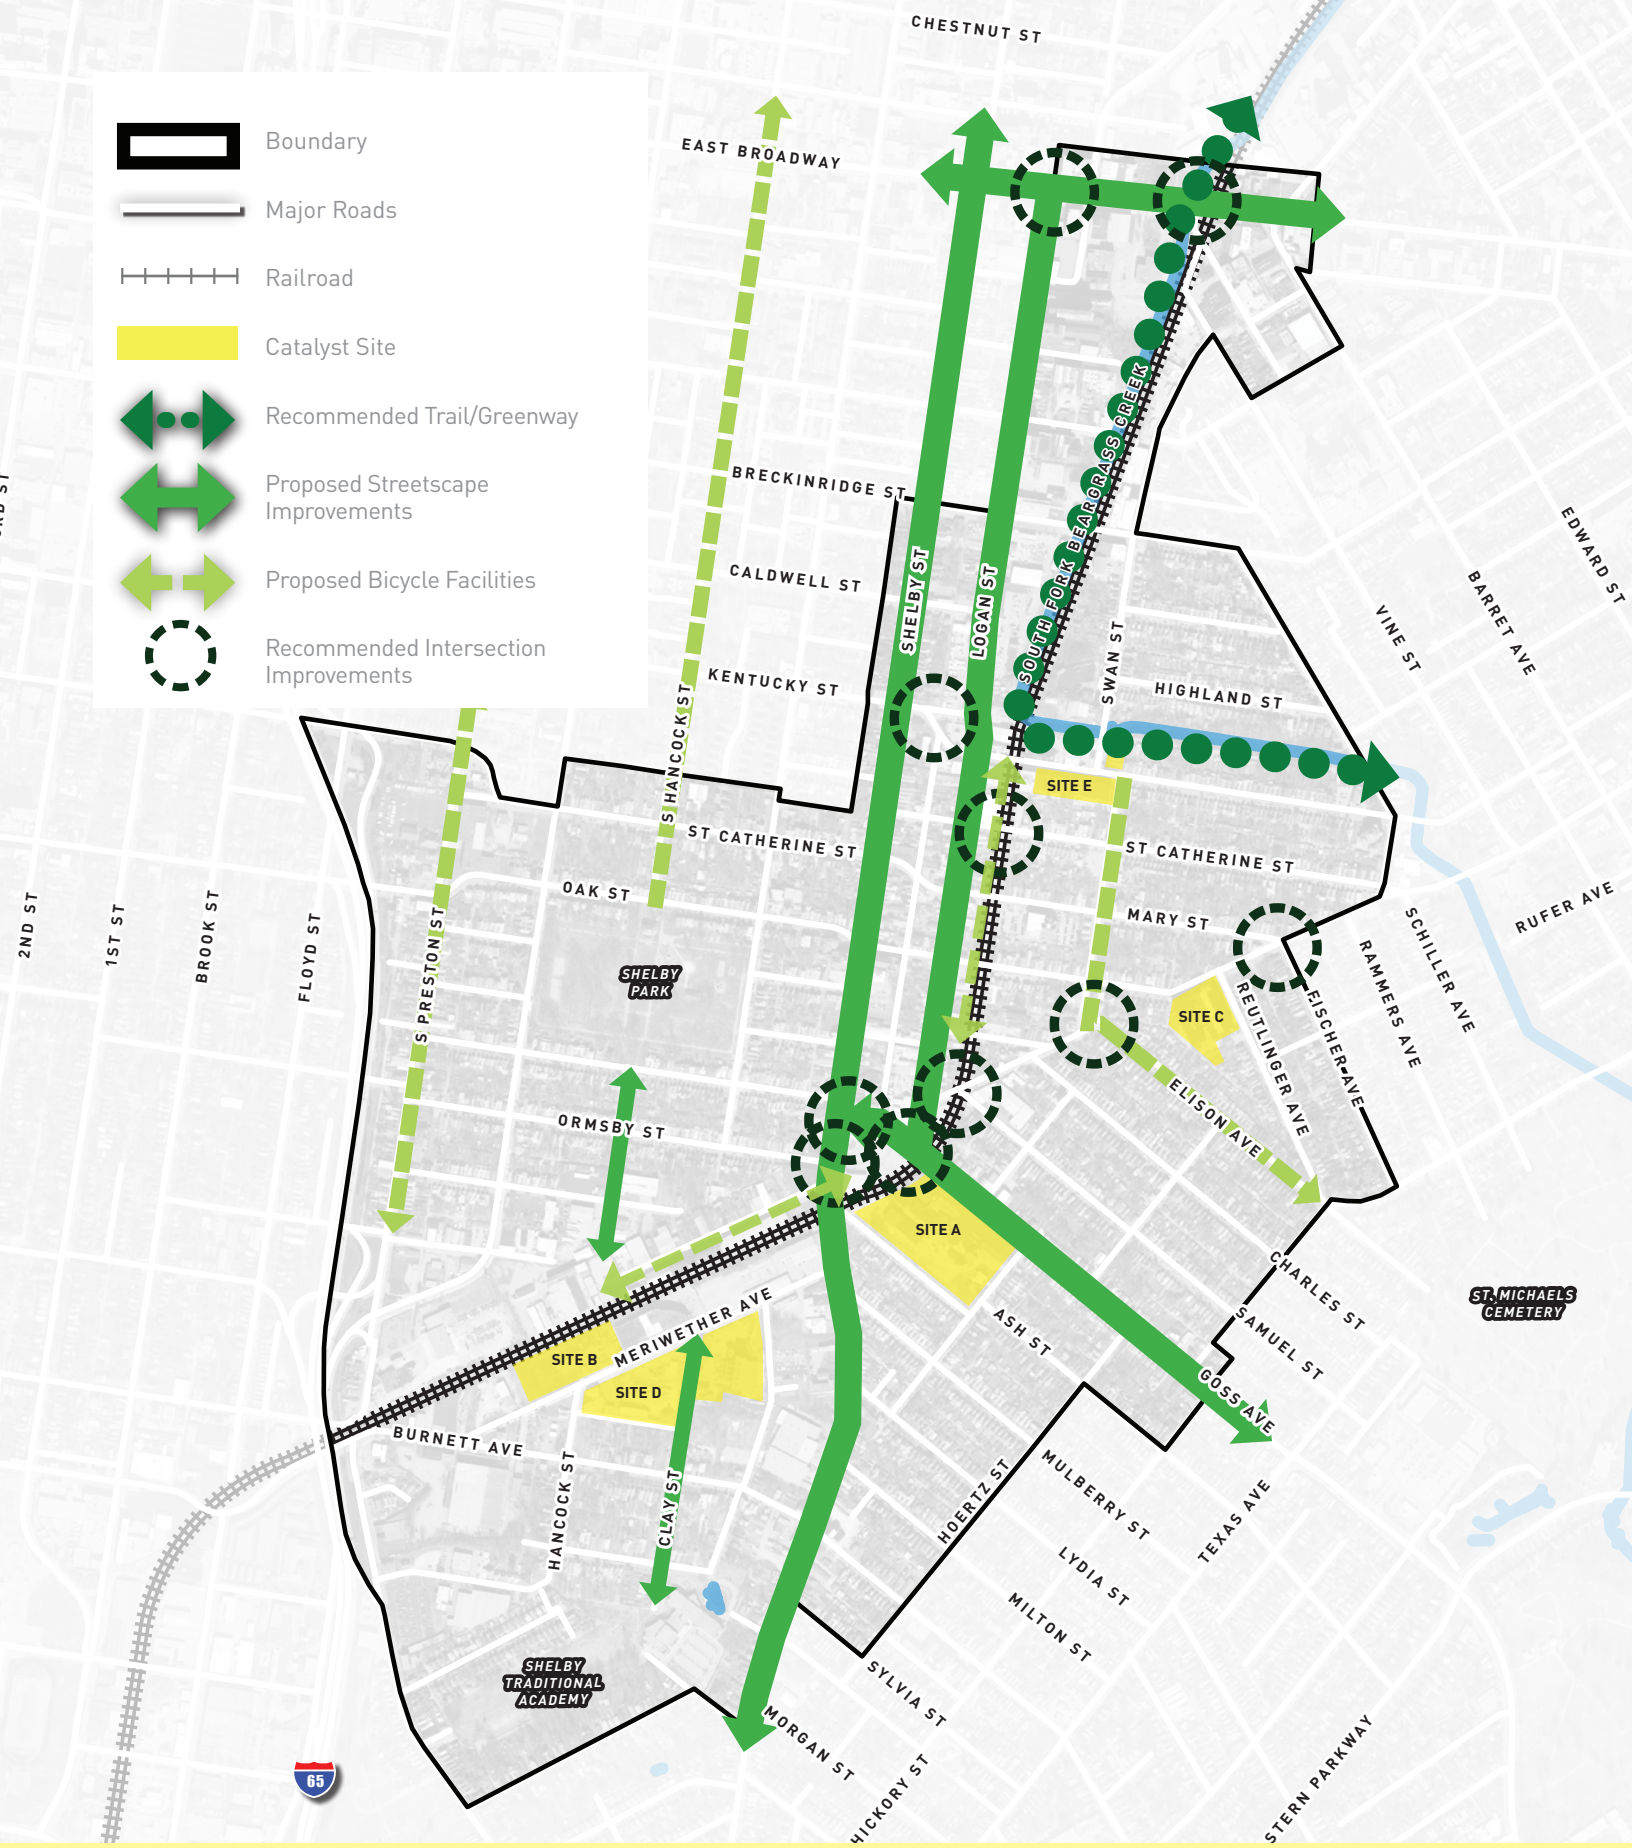 CHESTNUT ST
EAST BROADWAY
Boundary
Major Roads
Railroad
Catalyst Site
Recommended Trail/Greenway
Proposed Streetscape
Improvements
Proposed Bicycle Facilities
Recommended Intersection
Improvements
BRECKINRIDGE ST
CALDWELL ST
KENTUCKY ST
SHELBY ST
LOGAN ST
SOUTH FORK BEARGRASS CREEK
SWAN ST
HIGHLAND ST
VINE ST
BARRET AVE
EDWARD ST
S HANCOCK ST
SITE E
ST CATHERINE ST
ST CATHERINE ST
OAK ST
MARY ST
2ND ST
1ST ST
BROOK ST
FLOYD ST
S PRESTON ST
SHELBY
PARK
SITE C
REUTLINGER AVE
FISCHER AVE
RAMMERS AVE
SCHILLER AVE
RUFER AVE
ORMSBY ST
ELISON AVE
SITE A
CHARLES ST
SAMUEL ST
ST. MICHAELS
CEMETERY
MERIWETHER AVE
ASH ST
SITE B
SITE D
GOSS AVE
BURNETT AVE
HANCOCK ST
CLAY ST
HOERTZ ST
MULBERRY ST
TEXAS AVE
LYDIA ST
MILTON ST
SHELBY
TRADITIONAL
ACADEMY
SYLVIA ST
MORGAN ST
HICKORY ST
STERN PARKWAY
65